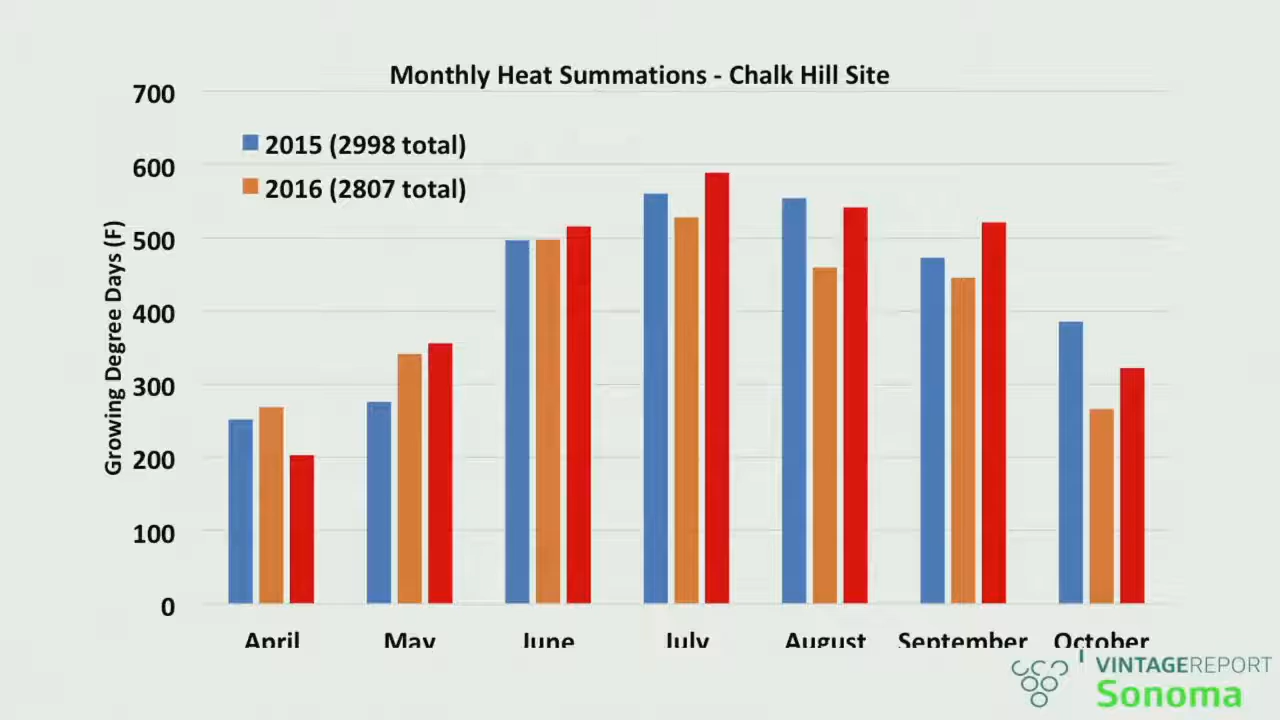 Monthly Heat Summations - Chalk Hill Site
700
2015 (2998 total)
600
2016 (2807 total)
500
400
300
200
100
0
Growing Degree Days (F)
April May June July August September October
VINTAGEREPORT
Sonoma